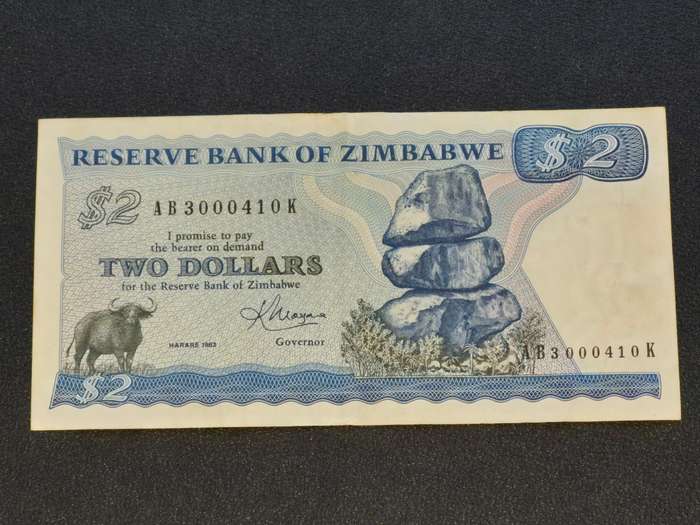 RESERVE BANK OF ZIMBABWE
$2
$2
AB3000410K
I promise to pay
the bearer on demand
TWO DOLLARS
for the Reserve Bank of Zimbabwe
HARARE 1983
Governor
AB3000410K
$2